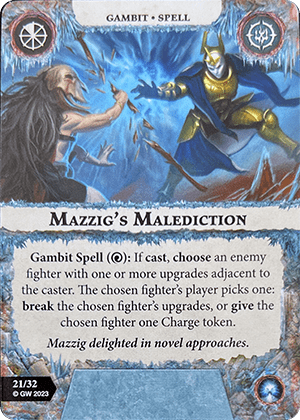 GAMBIT • SPELL
MAZZIG'S MALEDICTION
Gambit Spell ( ): If cast, choose an enemy
fighter with one or more upgrades adjacent to
the caster. The chosen fighter's player picks one:
break the chosen fighter's upgrades, or give the
chosen fighter one Charge token.
Mazzig delighted in novel approaches.
21/32
© GW 2023